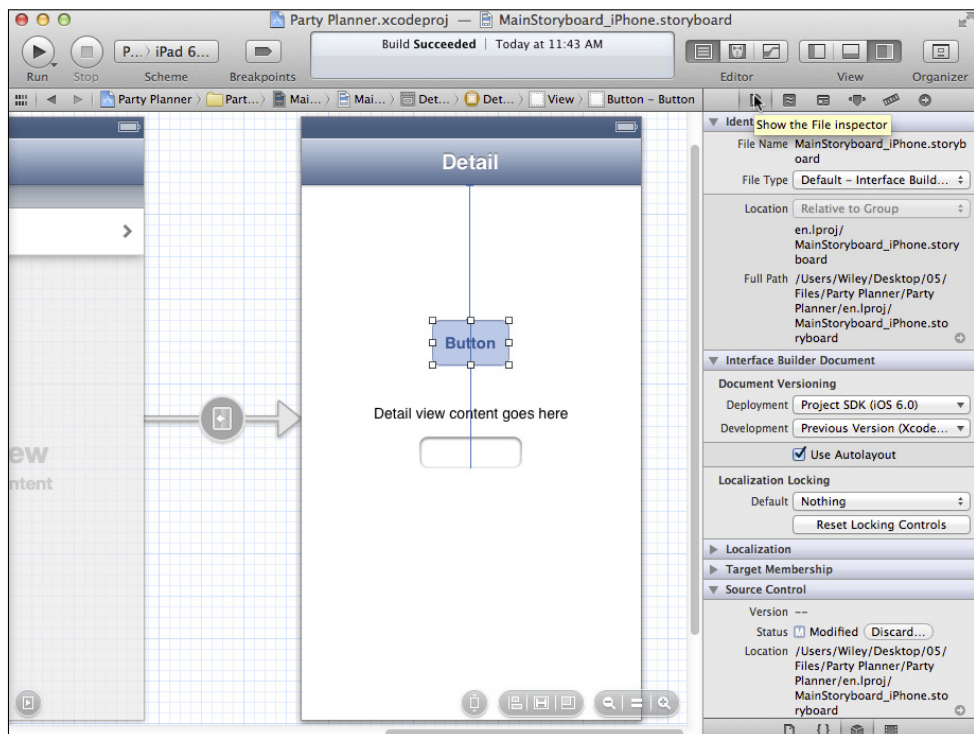 Party Planner.xcodeproj — MainStoryboard_iPhone.storyboard
P... iPad 6...
Build Succeeded | Today at 11:43 AM
Run Stop Scheme Breakpoints Editor View Organizer
Party Planner Part... Mai... Mai... Det... Det... View Button – Button
Show the File inspector
Ident
File Name MainStoryboard_iPhone.storyb
oard
File Type Default – Interface Build...
Location Relative to Group
en.lproj/
MainStoryboard_iPhone.story
board
Full Path /Users/Wiley/Desktop/05/
Files/Party Planner/Party
Planner/en.lproj/
MainStoryboard_iPhone.sto
ryboard
Interface Builder Document
Document Versioning
Deployment Project SDK (iOS 6.0)
Development Previous Version (Xcode...
Use Autolayout
Localization Locking
Default Nothing
Reset Locking Controls
Localization
Target Membership
Source Control
Version --
Status M Modified Discard...
Location /Users/Wiley/Desktop/05/
Files/Party Planner/Party
Planner/en.lproj/
MainStoryboard_iPhone.sto
ryboard
Detail
Button
Detail view content goes here
ew
ntent